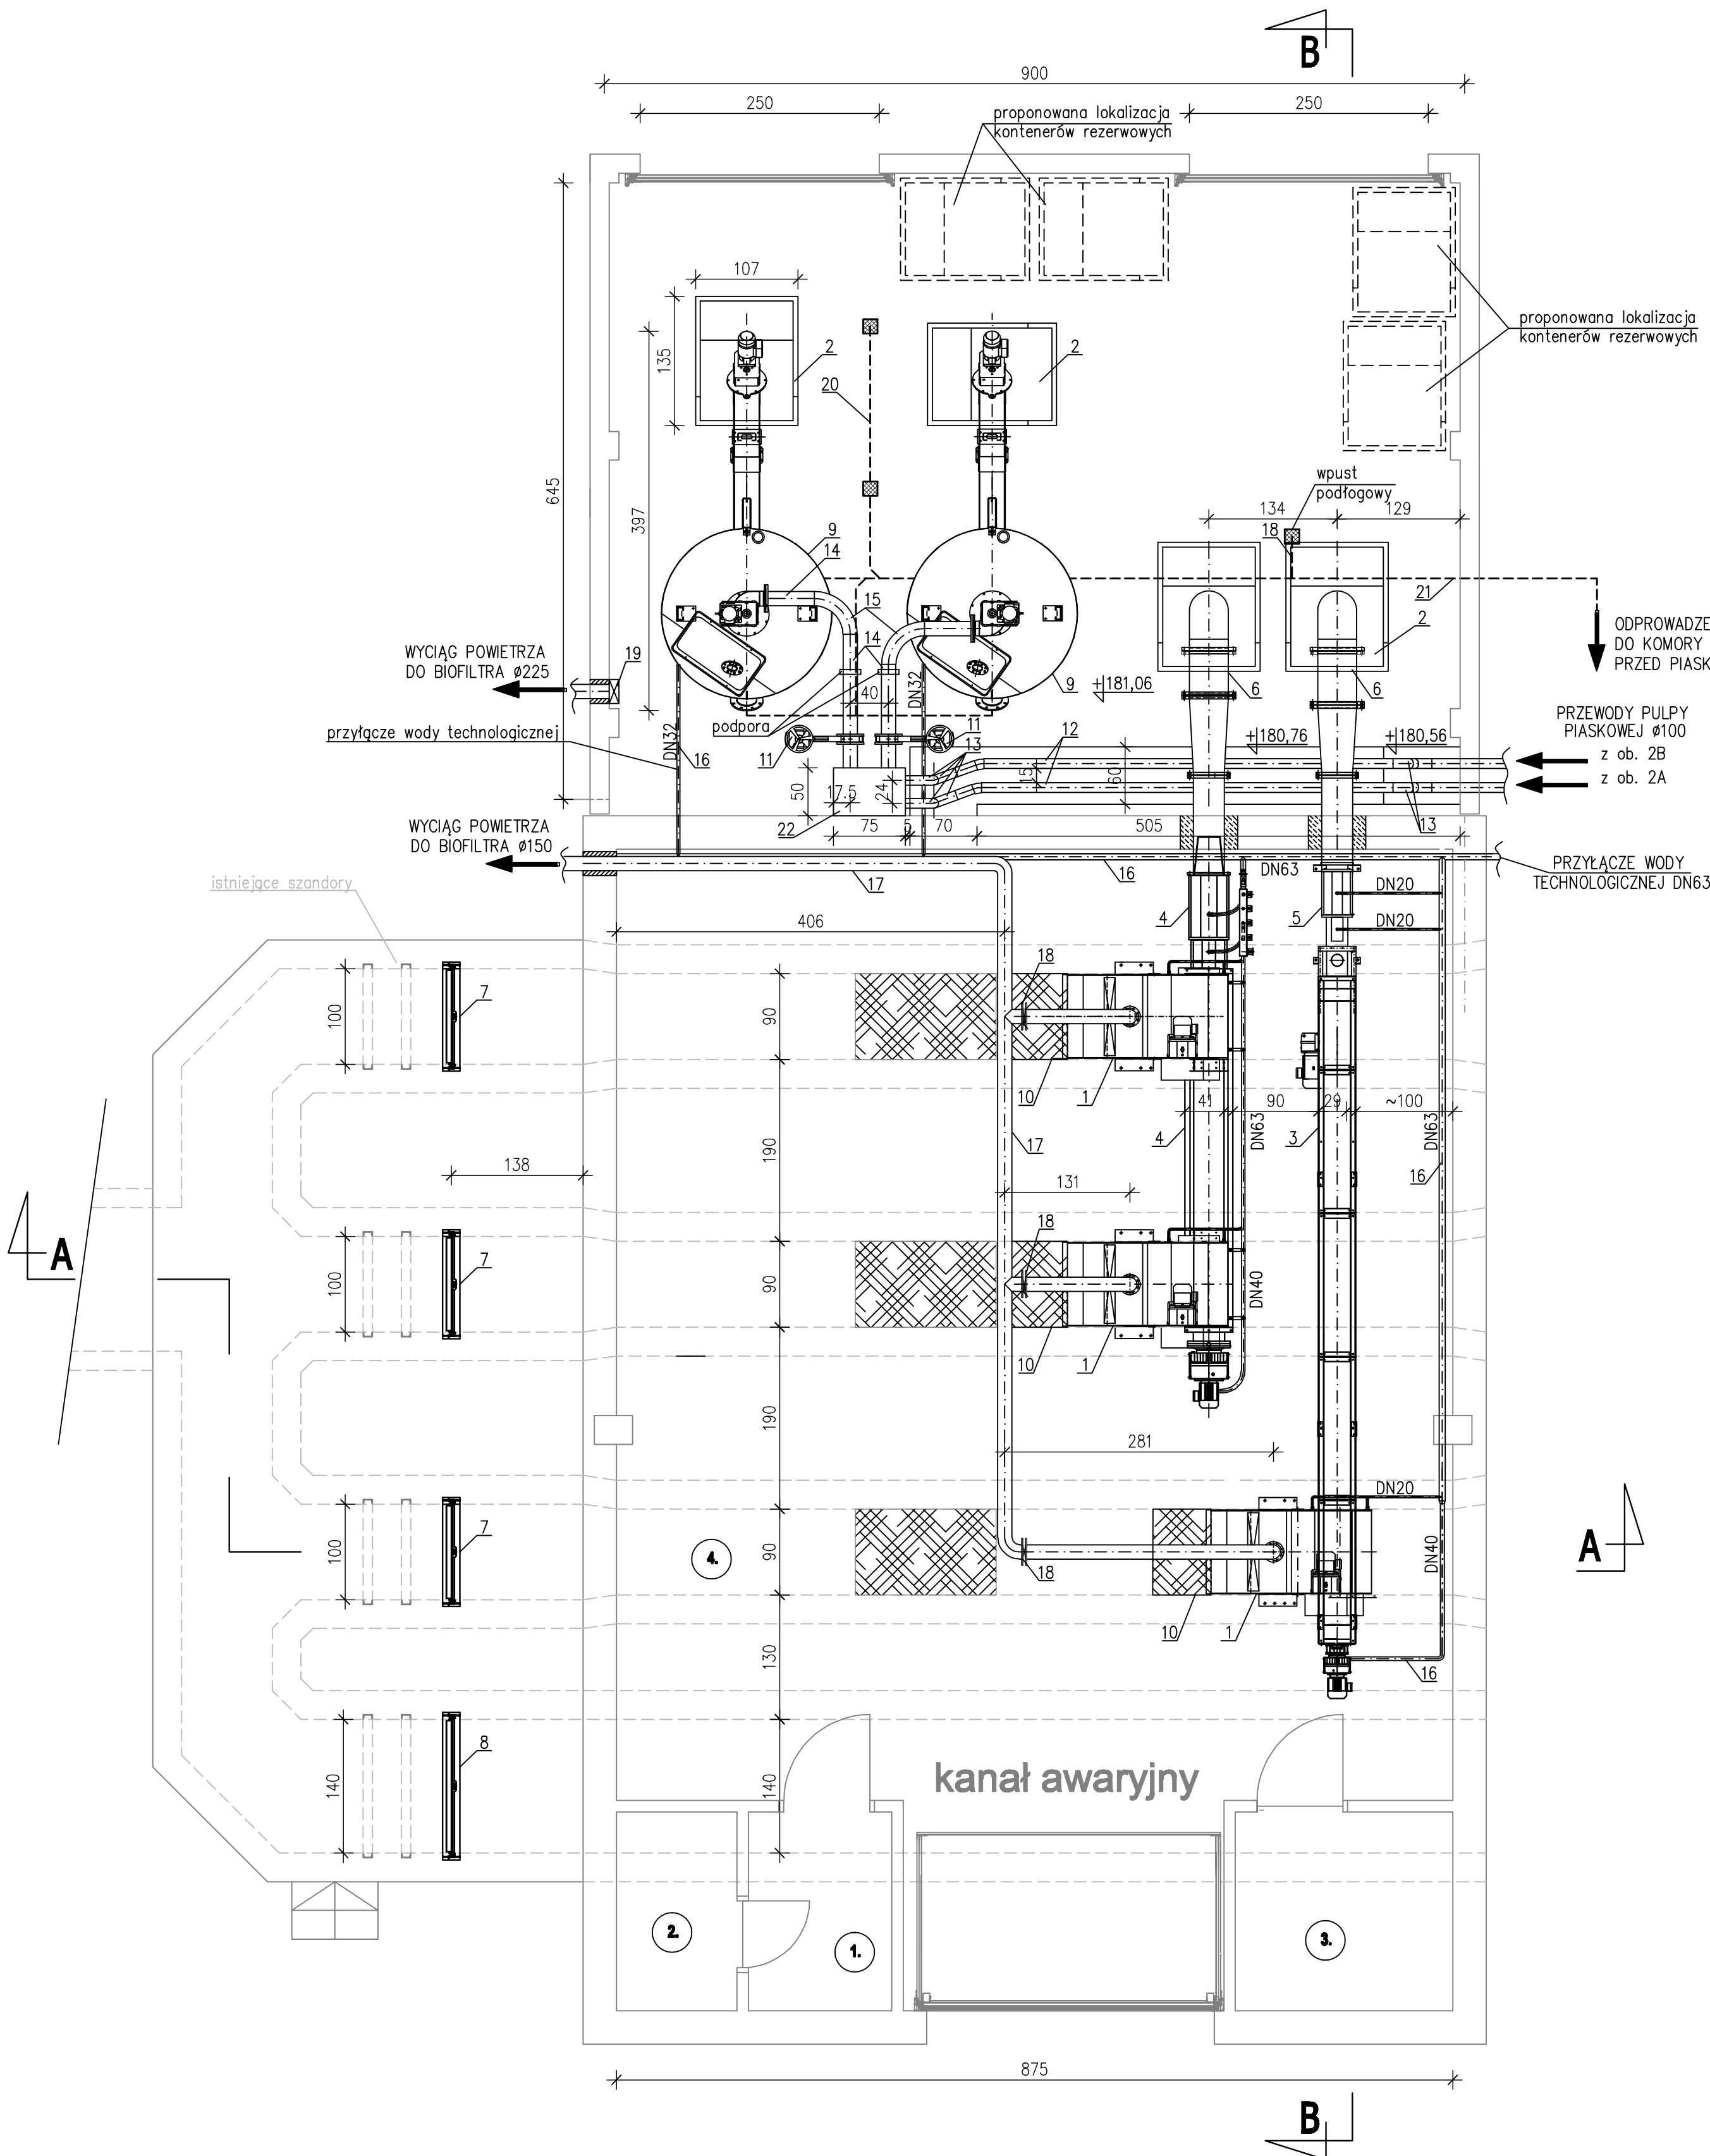 B
900
250
250
proponowana lokalizacja
kontenerów rezerwowych
107
135
2
2
20
proponowana lokalizacja
kontenerów rezerwowych
645
397
wpust
podłogowy
134
129
18
9
14
15
21
14
2
ODPROWADZE
DO KOMORY
PRZED PIASK
WYCIĄG POWIETRZA
DO BIOFILTRA ø225
19
40
DN32
9
+181,06
6
6
podpora
PRZEWODY PULPY
PIASKOWEJ ø100
z ob. 2B
z ob. 2A
przyłącze wody technologicznej
DN32
16
11
11
13
12
+180,76
+180,56
15
60
50
17,5
24
22
75
5
70
505
13
WYCIĄG POWIETRZA
DO BIOFILTRA ø150
17
16
DN63
PRZYŁĄCZE WODY
TECHNOLOGICZNEJ DN63
istniejące szandory
DN20
406
4
5
DN20
18
100
7
90
10
1
41
90
29
~100
17
4
DN63
3
DN63
190
138
16
131
18
A
100
7
90
DN40
10
1
190
281
DN20
100
7
4.
90
18
DN40
A
10
1
130
16
8
140
140
kanał awaryjny
2.
1.
3.
875
B